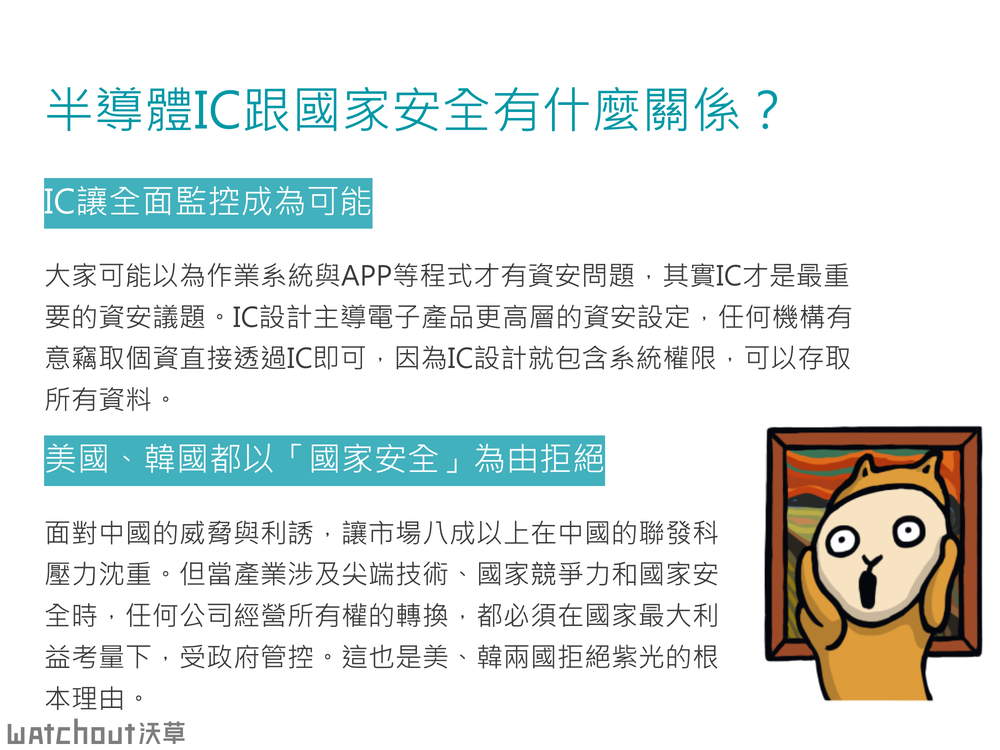 半導體IC跟國家安全有什麼關係？
IC讓全面監控成為可能
大家可能以為作業系統與APP等程式才有資安問題，其實IC才是最重
要的資安議題。IC設計主導電子產品更高層的資安設定，任何機構有
意竊取個資直接透過IC即可，因為IC設計就包含系統權限，可以存取
所有資料。
美國、韓國都以「國家安全」為由拒絕
面對中國的威脅與利誘，讓市場八成以上在中國的聯發科
壓力沈重。但當產業涉及尖端技術、國家競爭力和國家安
全時，任何公司經營所有權的轉換，都必須在國家最大利
益考量下，受政府管控。這也是美、韓兩國拒絕紫光的根
本理由。
watchout沃草